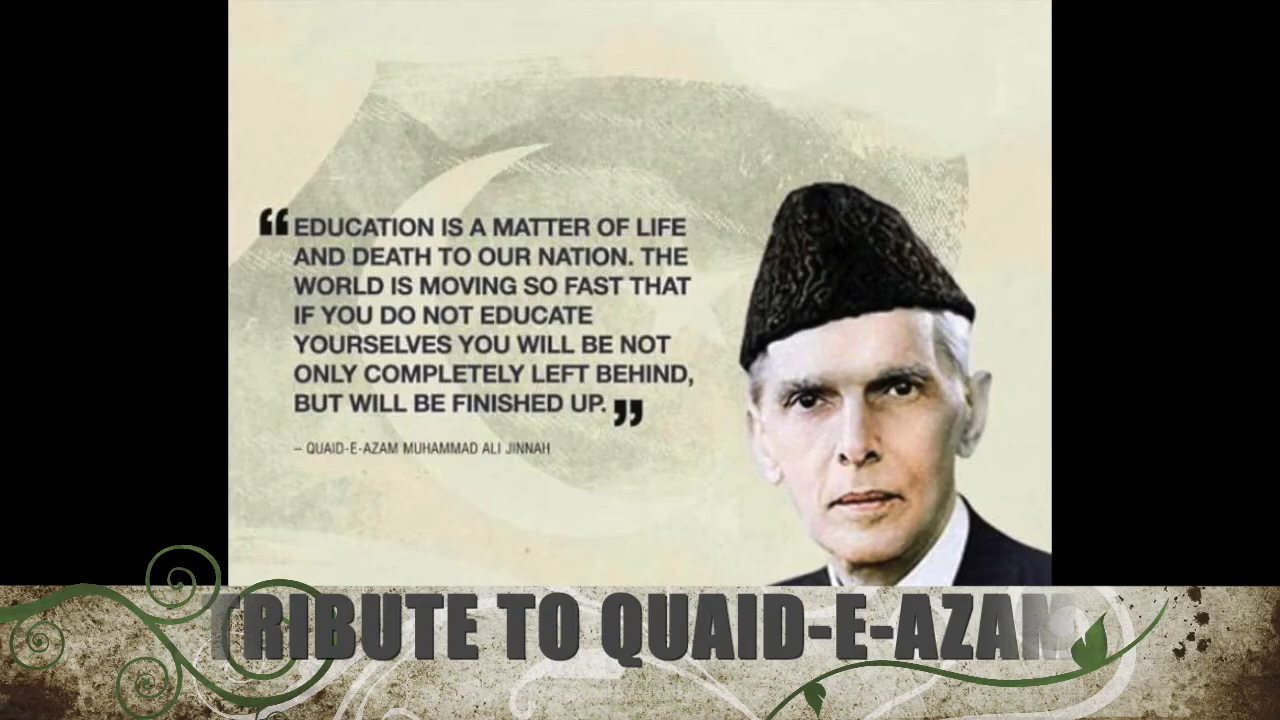 “EDUCATION IS A MATTER OF LIFE
AND DEATH TO OUR NATION. THE
WORLD IS MOVING SO FAST THAT
IF YOU DO NOT EDUCATE
YOURSELVES YOU WILL BE NOT
ONLY COMPLETELY LEFT BEHIND,
BUT WILL BE FINISHED UP.”
– QUAID-E-AZAM MUHAMMAD ALI JINNAH
TRIBUTE TO QUAID-E-AZAM